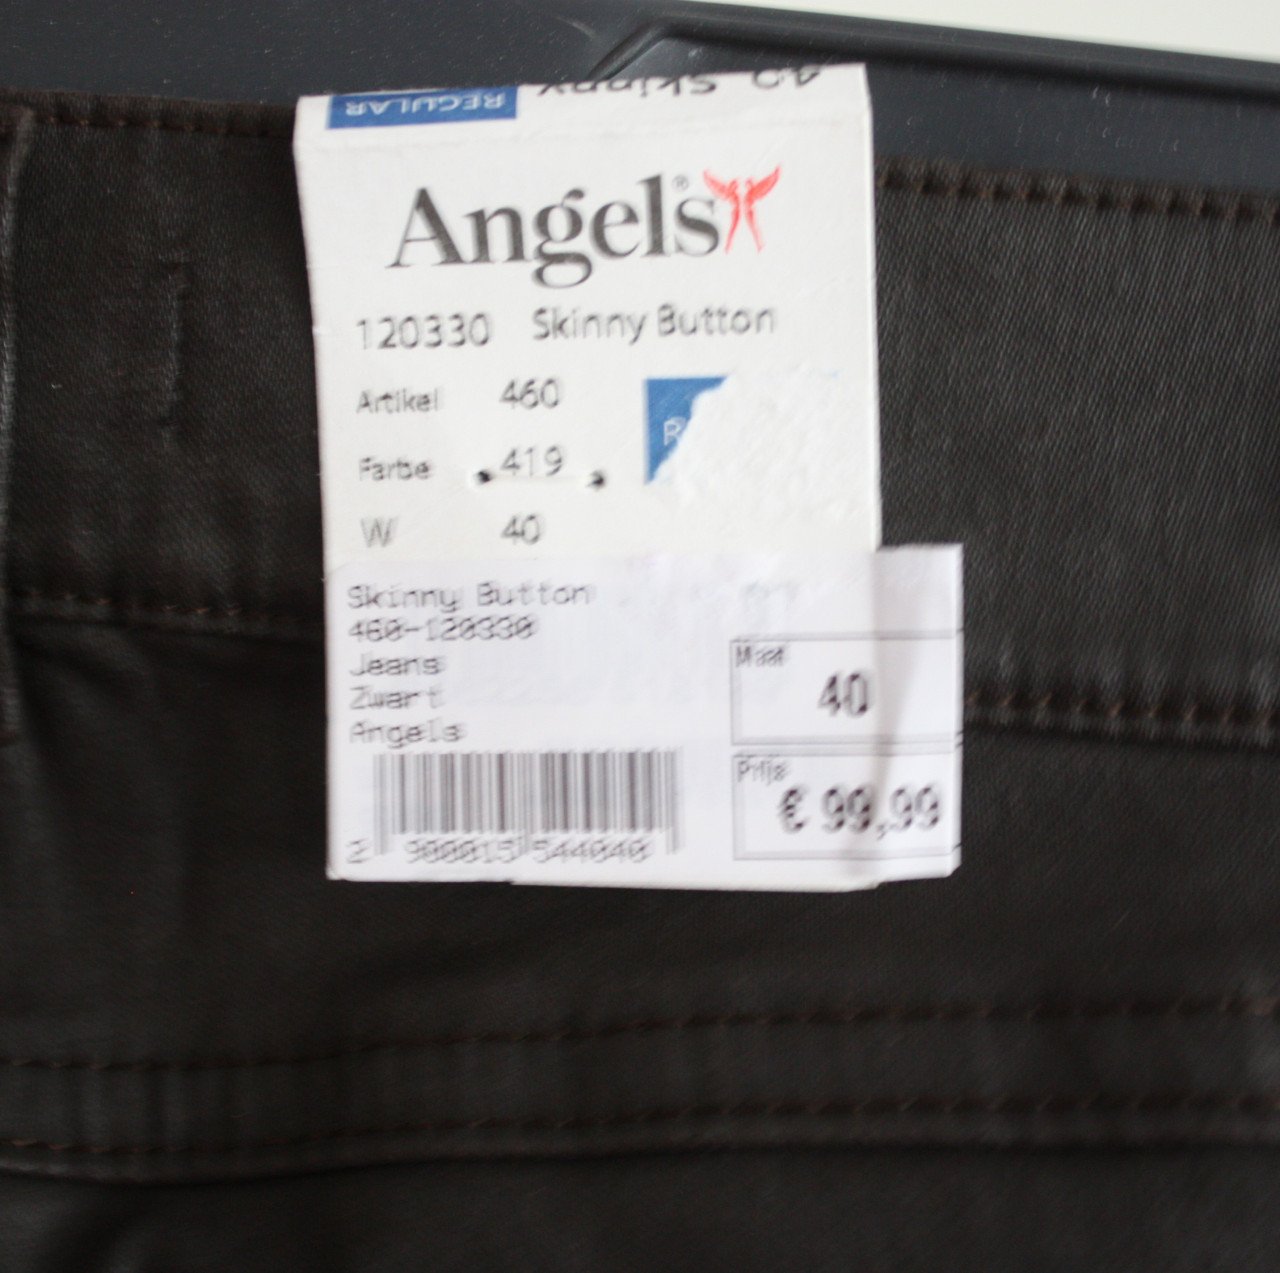 REGULAR 40 Skinny
Angels®
120330 Skinny Button
Artikel 460
Farbe 419
W 40
Skinny Button
460-120330
Jeans
Zwart
Angels
Maat
40
Prijs
€ 99,99
2 900015 544040